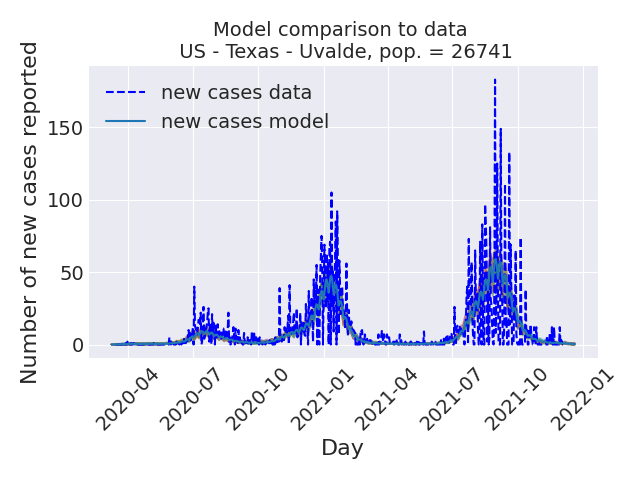 Model comparison to data
US - Texas - Uvalde, pop. = 26741
Number of new cases reported
new cases data
new cases model
150
100
50
0
2020-04
2020-07
2020-10
2021-01
2021-04
2021-07
2021-10
2022-01
Day